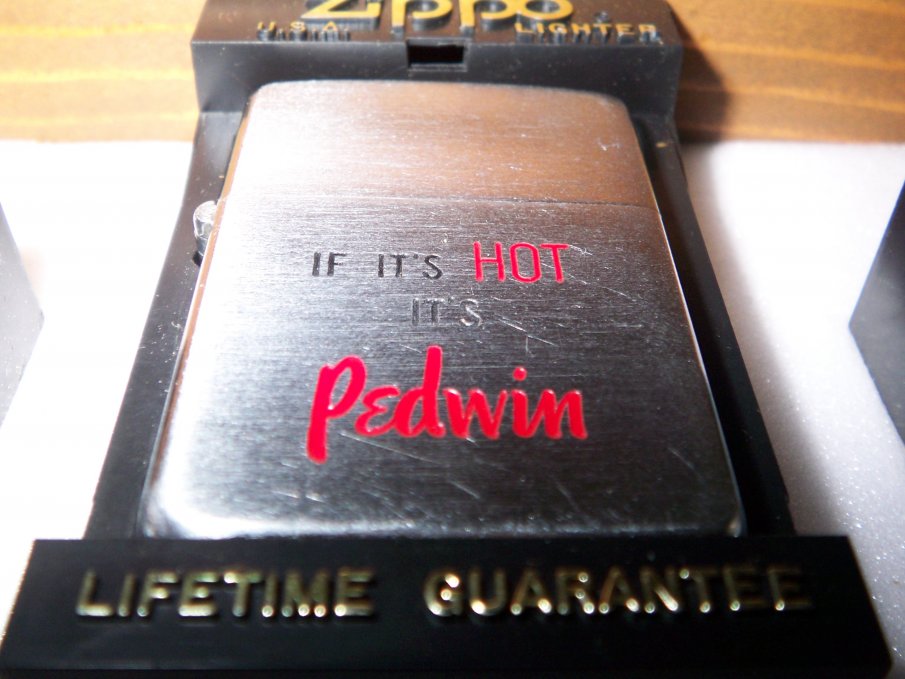 Zippo
U.S.A. LIGHTER
IF IT'S HOT
IT'S
Pedwin
LIFETIME GUARANTEE